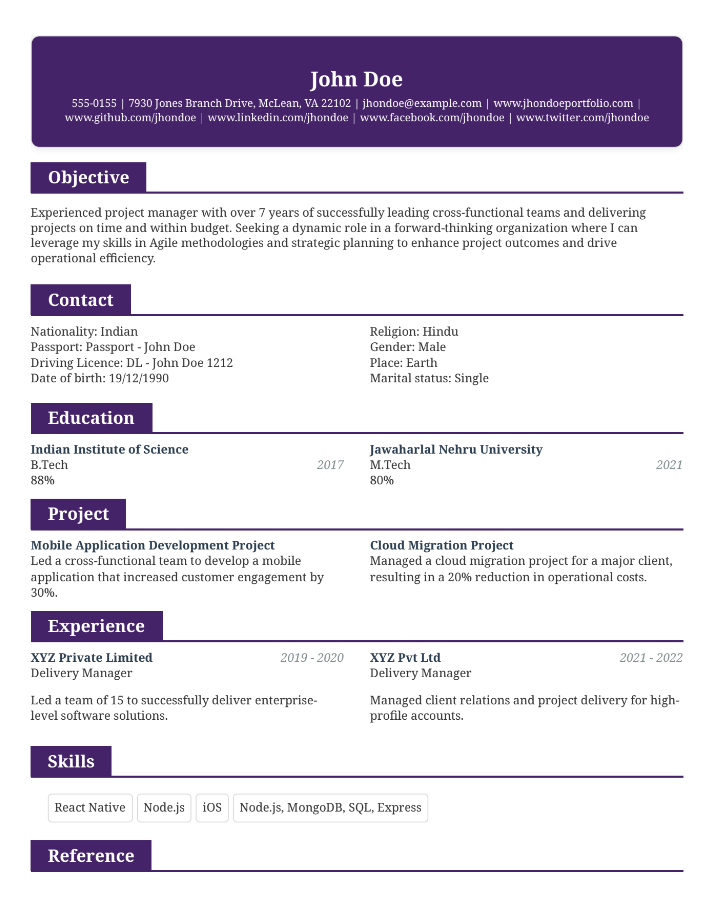 John Doe
555-0155 | 7930 Jones Branch Drive, McLean, VA 22102 | jhondoe@example.com | www.jhondoeportfolio.com |
www.github.com/jhondoe | www.linkedin.com/jhondoe | www.facebook.com/jhondoe | www.twitter.com/jhondoe
Objective
Experienced project manager with over 7 years of successfully leading cross-functional teams and delivering
projects on time and within budget. Seeking a dynamic role in a forward-thinking organization where I can
leverage my skills in Agile methodologies and strategic planning to enhance project outcomes and drive
operational efficiency.
Contact
Nationality: Indian
Passport: Passport - John Doe
Driving Licence: DL - John Doe 1212
Date of birth: 19/12/1990
Religion: Hindu
Gender: Male
Place: Earth
Marital status: Single
Education
Indian Institute of Science
B.Tech 2017
88%
Jawaharlal Nehru University
M.Tech 2021
80%
Project
Mobile Application Development Project
Led a cross-functional team to develop a mobile
application that increased customer engagement by
30%.
Cloud Migration Project
Managed a cloud migration project for a major client,
resulting in a 20% reduction in operational costs.
Experience
XYZ Private Limited 2019 - 2020
Delivery Manager
Led a team of 15 to successfully deliver enterprise-
level software solutions.
XYZ Pvt Ltd 2021 - 2022
Delivery Manager
Managed client relations and project delivery for high-
profile accounts.
Skills
React Native Node.js iOS Node.js, MongoDB, SQL, Express
Reference